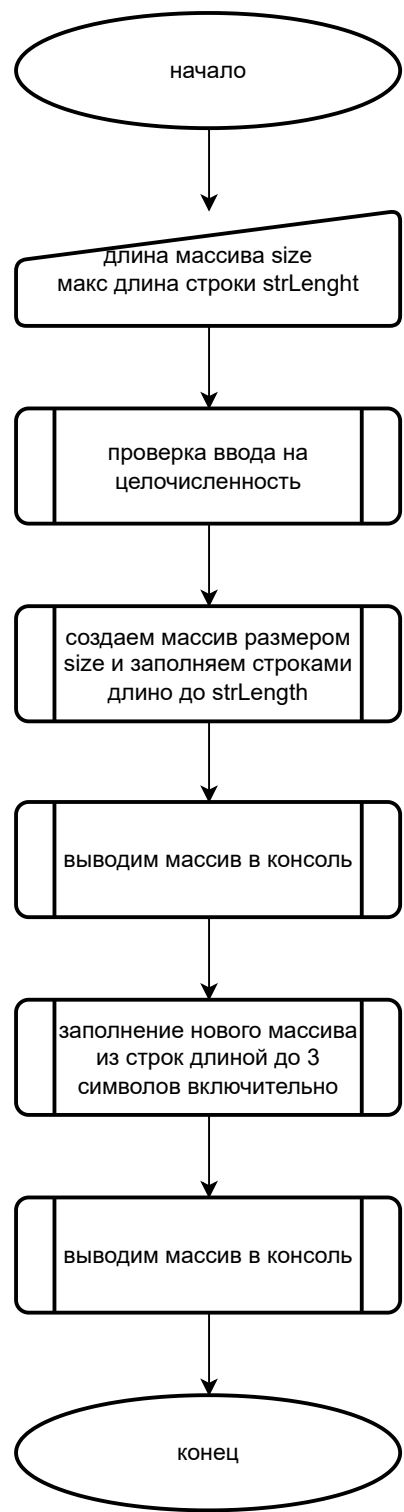 начало
длина массива size
макс длина строки strLenght
проверка ввода на
целочисленность
создаем массив размером
size и заполняем строками
длино до strLength
выводим массив в консоль
заполнение нового массива
из строк длиной до 3
символов включительно
выводим массив в консоль
конец